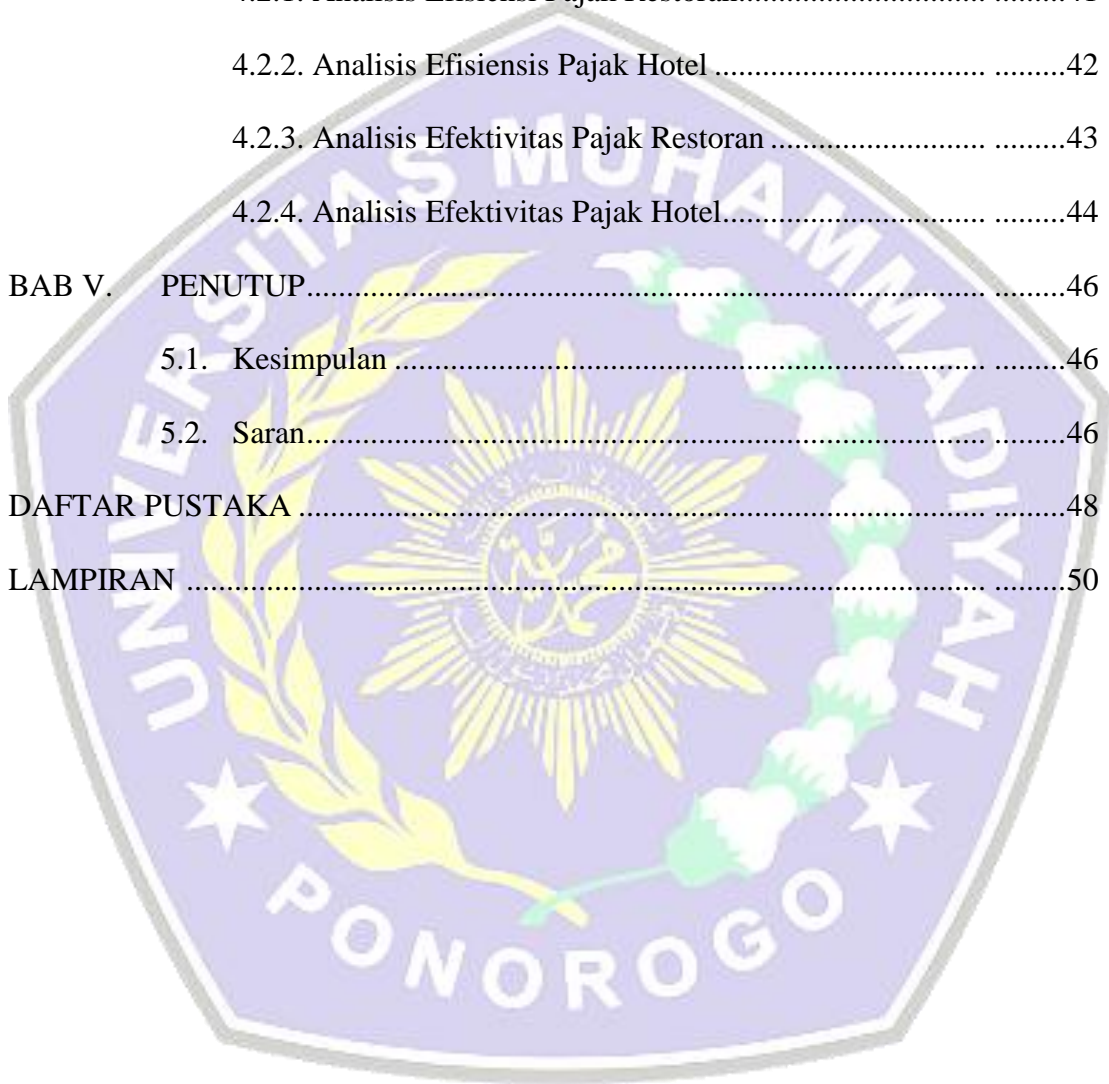 4.2.2. Analisis Efisiensis Pajak Hotel .................................. .........42
4.2.3. Analisis Efektivitas Pajak Restoran ........................... .........43
4.2.4. Analisis Efektivitas Pajak Hotel................................. .........44
BAB V. PENUTUP..................................................................................... .........46
5.1. Kesimpulan .......................................................................... .........46
5.2. Saran..................................................................................... .........46
DAFTAR PUSTAKA ................................................................................................48
LAMPIRAN .................................................................................................... .........50
UNIVERSITAS MUHAMMADIYAH
PONOROGO